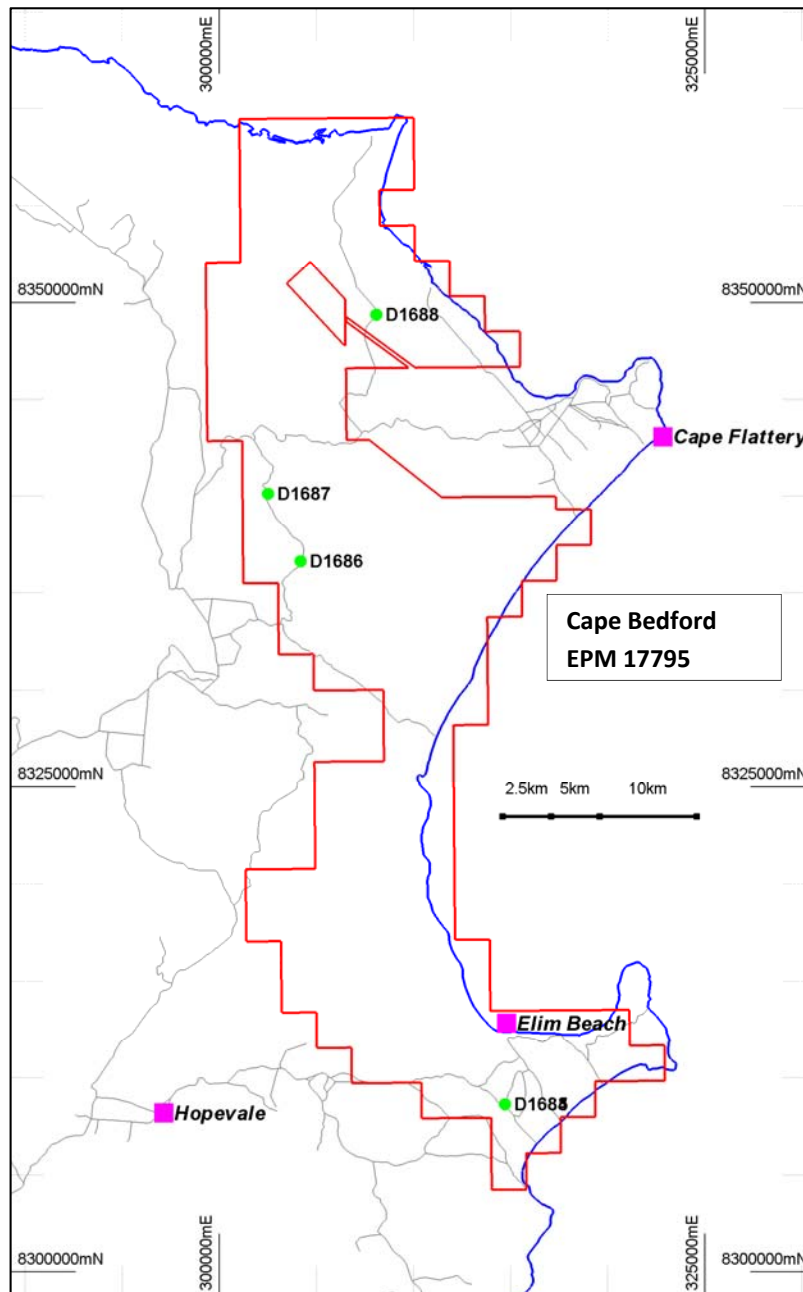 300000mE
325000mE
8350000mN
8350000mN
D1688
Cape Flattery
D1687
D1686
Cape Bedford
EPM 17795
8325000mN
8325000mN
2.5km 5km 10km
Elim Beach
Hopevale
8300000mN
8300000mN
300000mE
325000mE